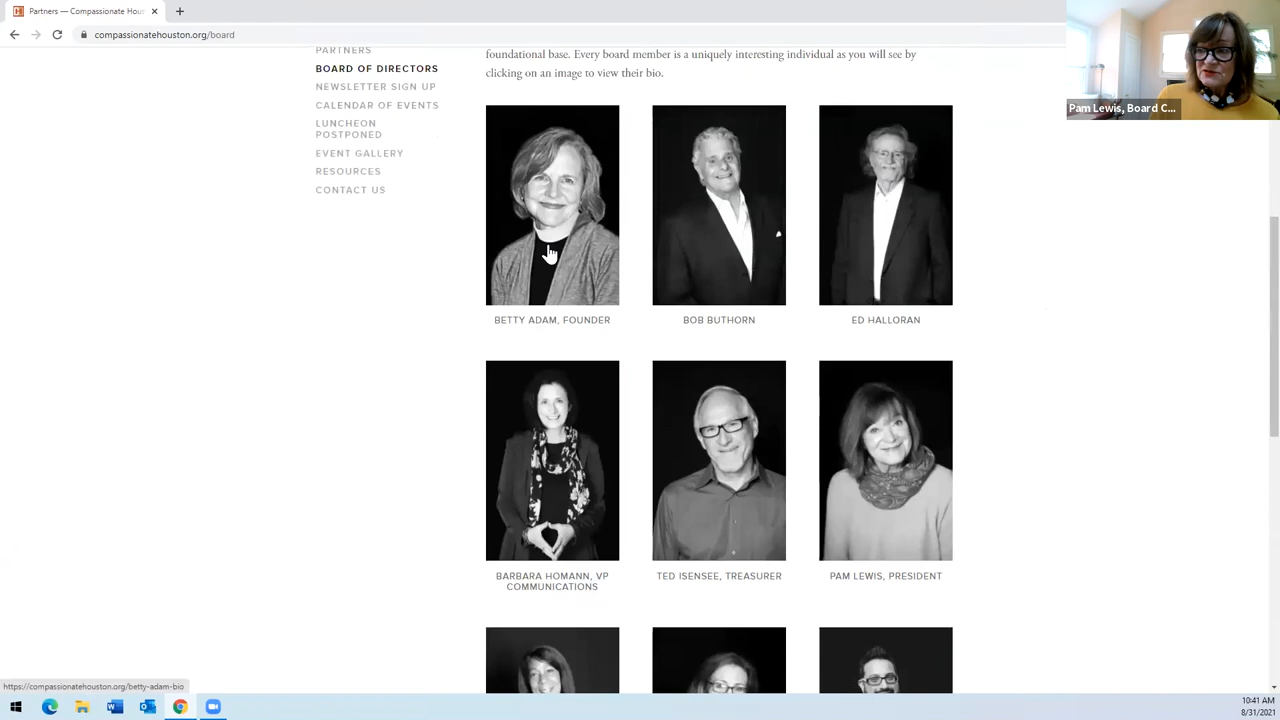 Partners — Compassionate Hous
compassionatehouston.org/board
Pam Lewis, Board C...
PARTNERS
BOARD OF DIRECTORS
NEWSLETTER SIGN UP
CALENDAR OF EVENTS
LUNCHEON
POSTPONED
EVENT GALLERY
RESOURCES
CONTACT US
foundational base. Every board member is a uniquely interesting individual as you will see by
clicking on an image to view their bio.
BETTY ADAM, FOUNDER
BOB BUTHORN
ED HALLORAN
BARBARA HOMANN, VP
COMMUNICATIONS
TED ISENSEE, TREASURER
PAM LEWIS, PRESIDENT
https://compassionatehouston.org/betty-adam-bio
10:41 AM
8/31/2021